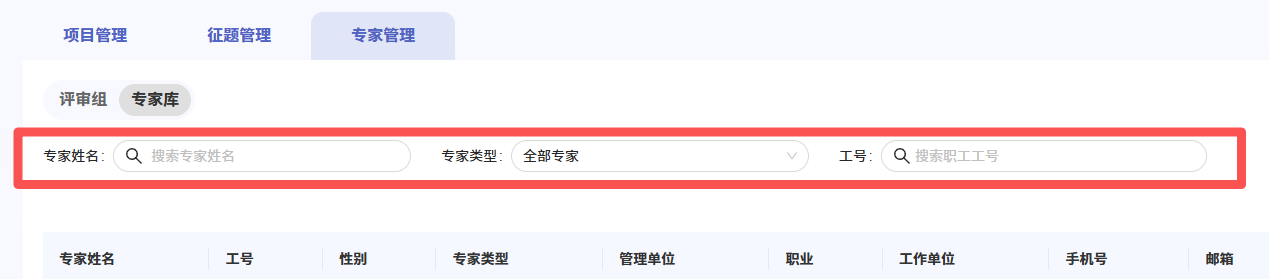 项目管理 征题管理 专家管理
评审组 专家库
专家姓名: 搜索专家姓名 专家类型: 全部专家 工号: 搜索职工工号
专家姓名 工号 性别 专家类型 管理单位 职业 工作单位 手机号 邮箱